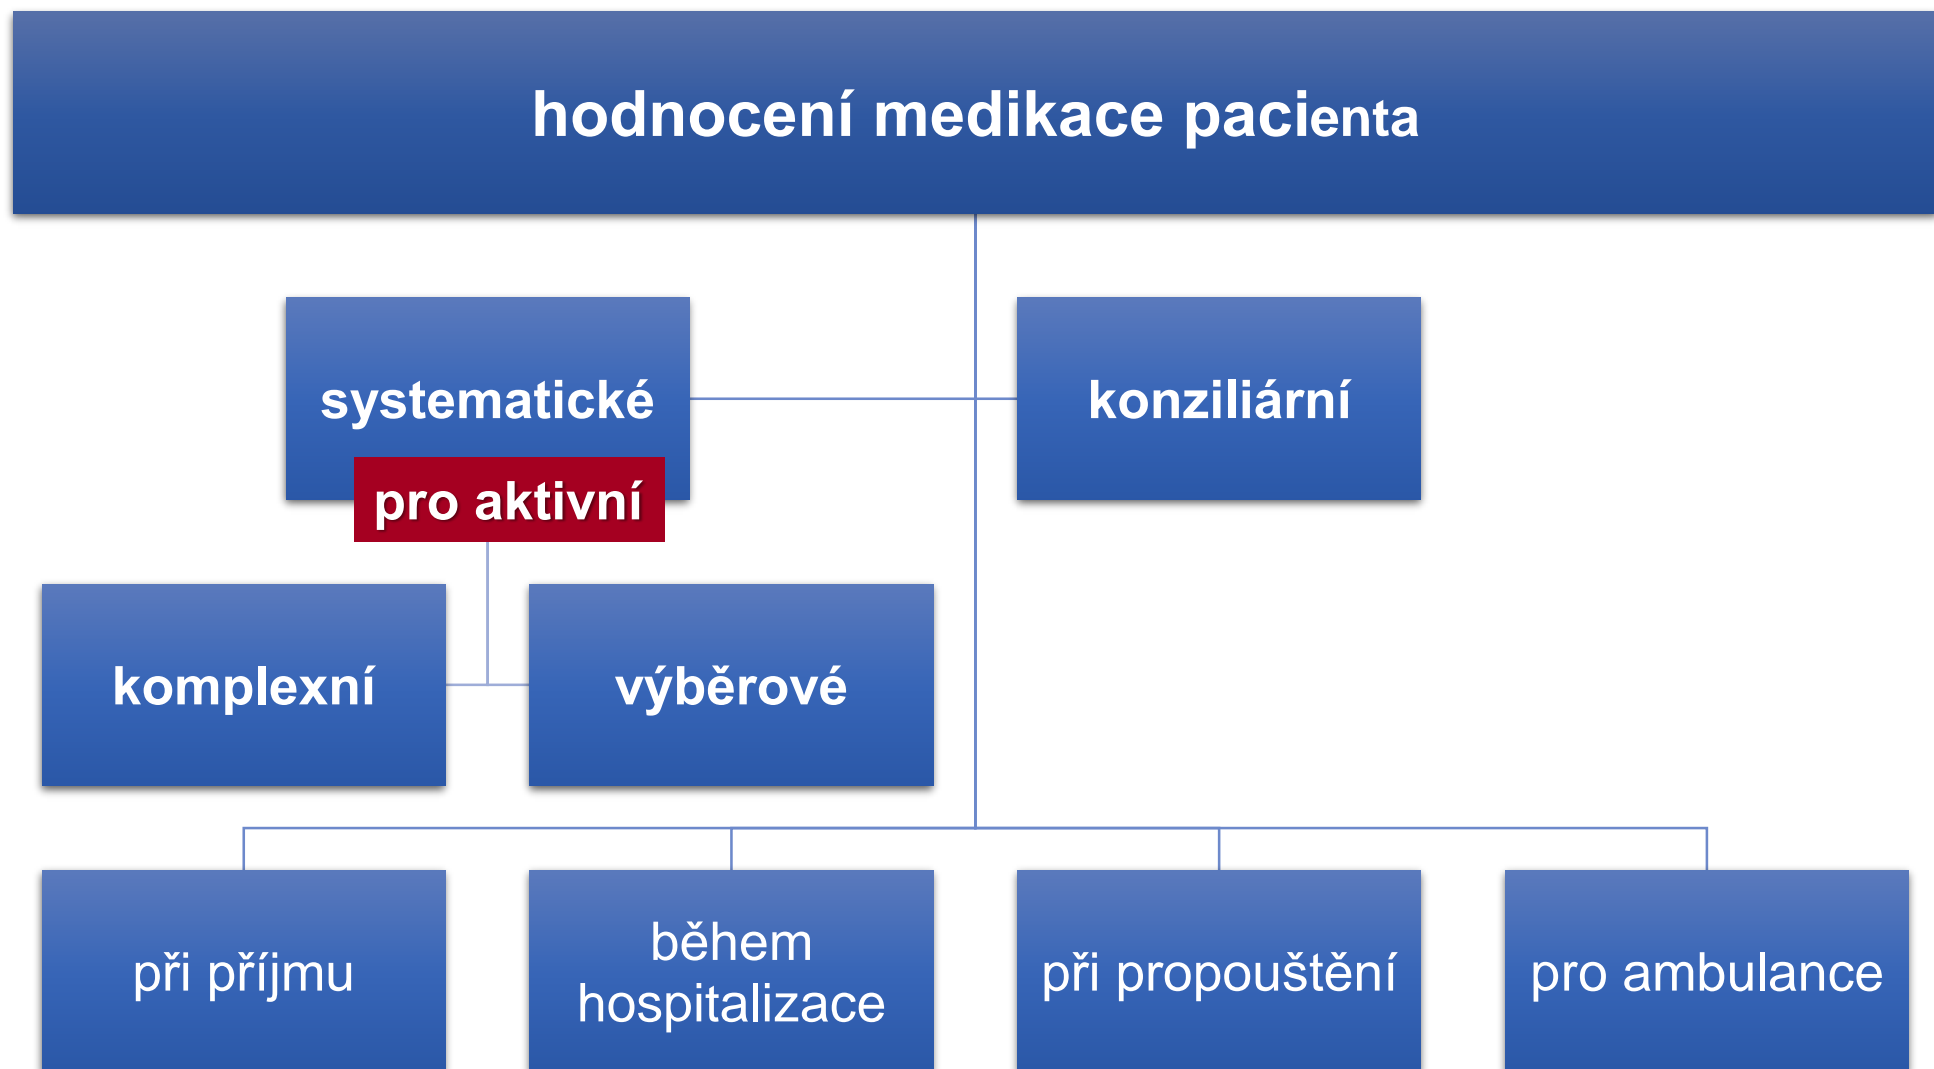 hodnocení medikace pacienta
systematické
konziliární
pro aktivní
komplexní
výběrové
při příjmu
během
hospitalizace
při propouštění
pro ambulance